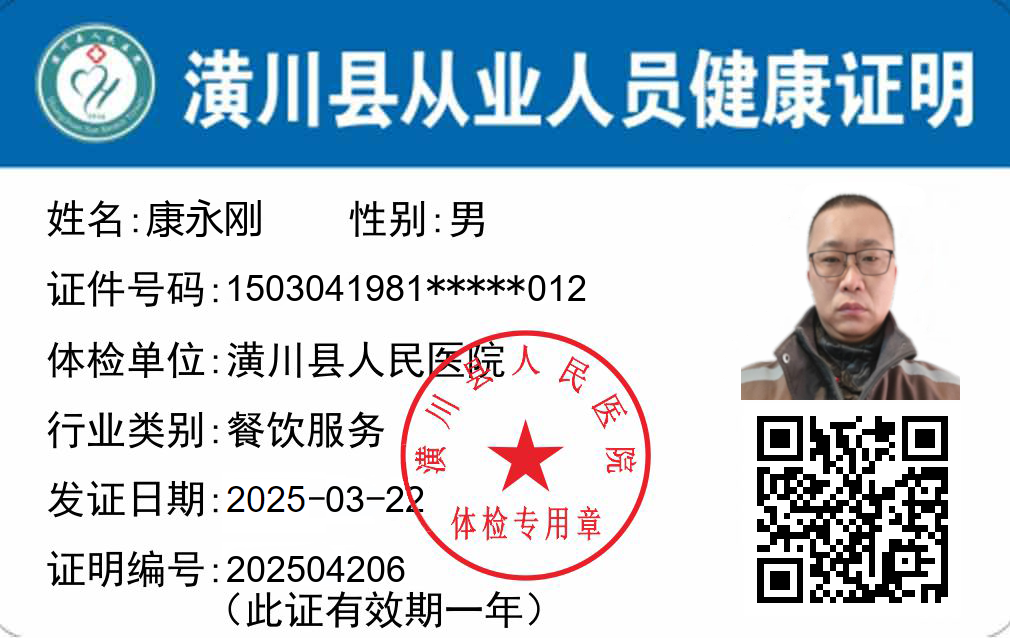 潢川县从业人员健康证明
姓名:康永刚 性别:男
证件号码:1503041981*****012
体检单位:潢川县人民医院
行业类别:餐饮服务
发证日期:2025-03-22
证明编号:202504206
（此证有效期一年）
潢川县人民医院
体检专用章